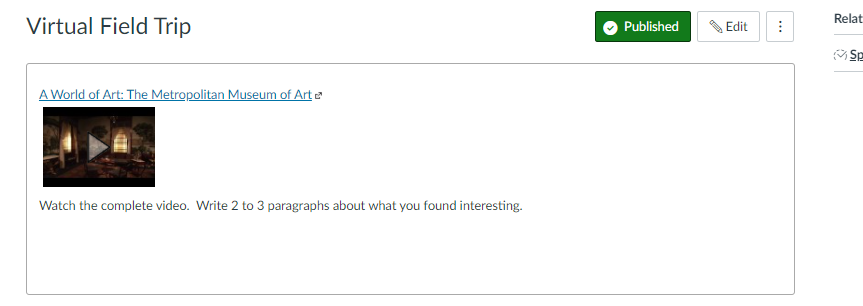 Virtual Field Trip
Published
Edit
Relat
Sp
A World of Art: The Metropolitan Museum of Art
Watch the complete video.  Write 2 to 3 paragraphs about what you found interesting.